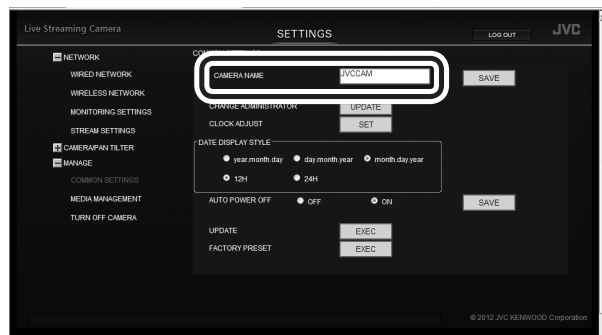 Live Streaming Camera
SETTINGS
LOG OUT
JVC
NETWORK
WIRED NETWORK
WIRELESS NETWORK
MONITORING SETTINGS
STREAM SETTINGS
CAMERA/PAN TILTER
MANAGE
COMMON SETTINGS
MEDIA MANAGEMENT
TURN OFF CAMERA
COMMON SETTINGS
CAMERA NAME JVCCAM SAVE
CHANGE ADMINISTRATOR UPDATE
CLOCK ADJUST SET
DATE DISPLAY STYLE
year.month.day day.month.year month.day.year
12H 24H
AUTO POWER OFF OFF ON SAVE
UPDATE EXEC
FACTORY PRESET EXEC
© 2012 JVC KENWOOD Corporation